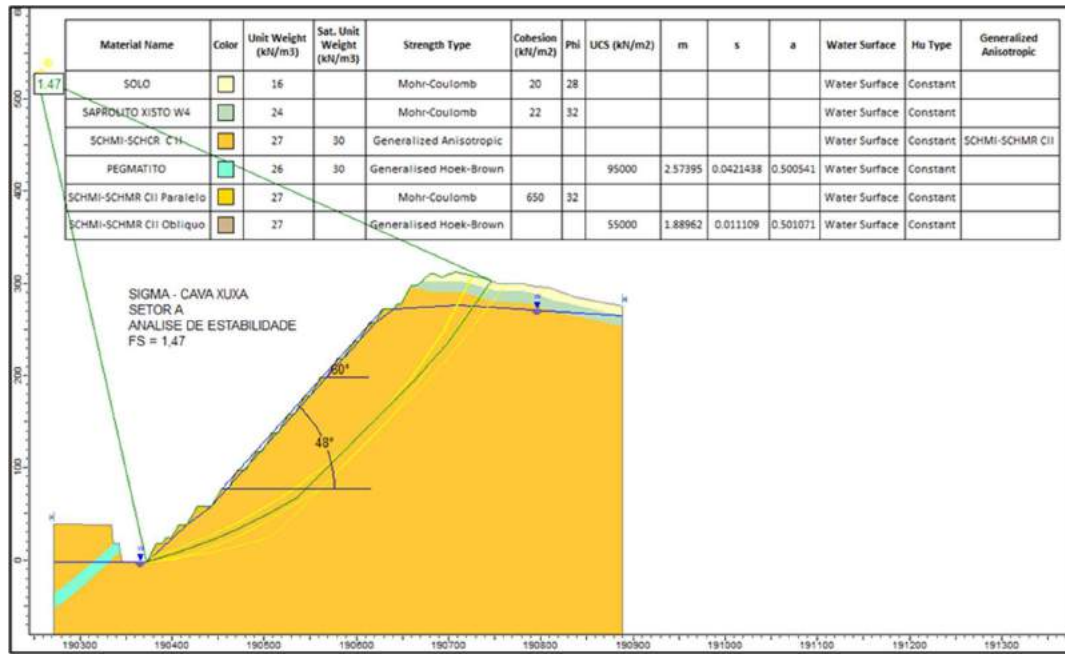 Material Name Color Unit Weight (kN/m3) Sat. Unit Weight (kN/m3) Strength Type Cohesion (kN/m2) Phi UCS (kN/m2) m s a Water Surface Hu Type Generalized Anisotropic
SOLO 16 Mohr-Coulomb 20 28 Water Surface Constant
SAPROLITO XISTO W4 24 Mohr-Coulomb 22 32 Water Surface Constant
SCHMI-SCHCR C II 27 30 Generalized Anisotropic Water Surface Constant SCHMI-SCHMR CII
PEGMATITO 26 30 Generalised Hoek-Brown 95000 2.57395 0.0421438 0.500541 Water Surface Constant
SCHMI-SCHMR CII Paralelo 27 Mohr-Coulomb 650 32 Water Surface Constant
SCHMI-SCHMR CII Obliquo 27 Generalised Hoek-Brown 55000 1.88962 0.011109 0.501071 Water Surface Constant
1.47
SIGMA - CAVA XUXA
SETOR A
ANALISE DE ESTABILIDADE
FS = 1,47
60°
48°
500
400
300
200
100
0
190300 190400 190500 190600 190700 190800 190900 191000 191100 191200 191300